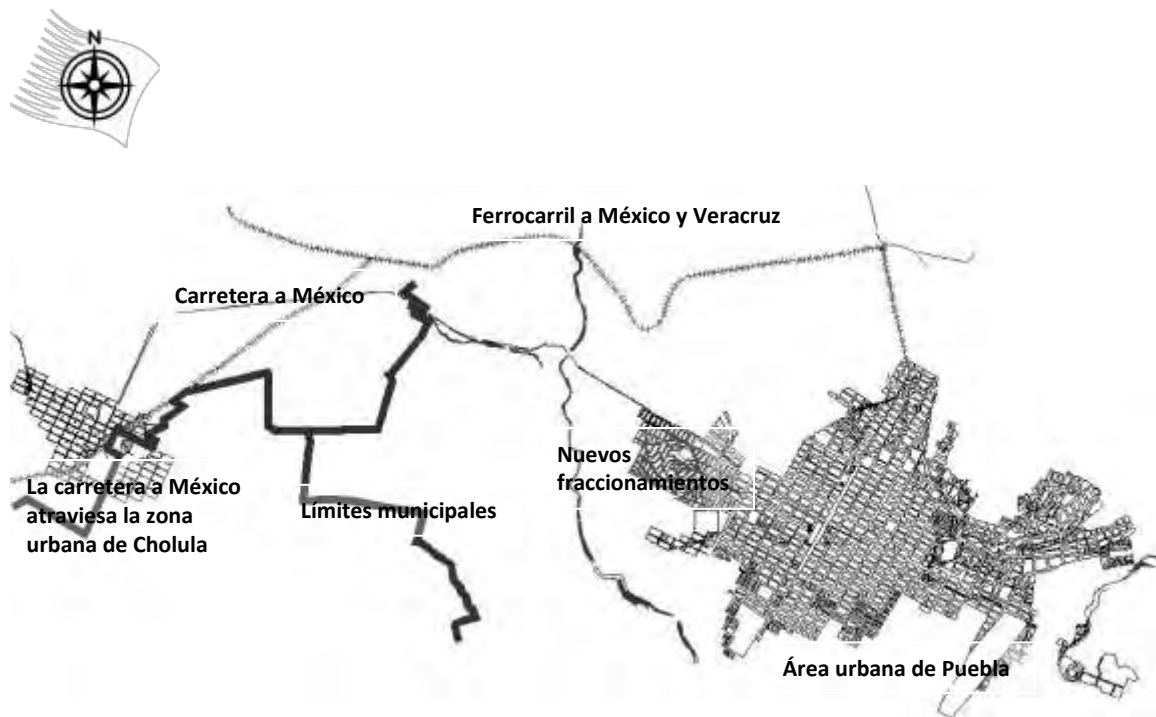 N
Ferrocarril a México y Veracruz
Carretera a México
Nuevos
fraccionamientos
La carretera a México
atraviesa la zona
urbana de Cholula
Límites municipales
Área urbana de Puebla